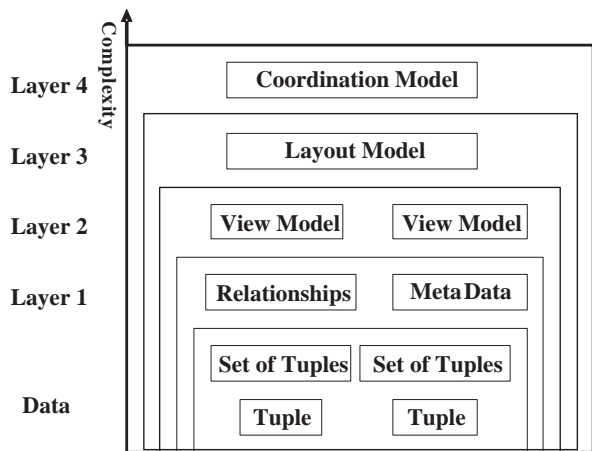 Complexity
Layer 4
Coordination Model
Layer 3
Layout Model
Layer 2
View Model
View Model
Layer 1
Relationships
MetaData
Set of Tuples
Set of Tuples
Data
Tuple
Tuple